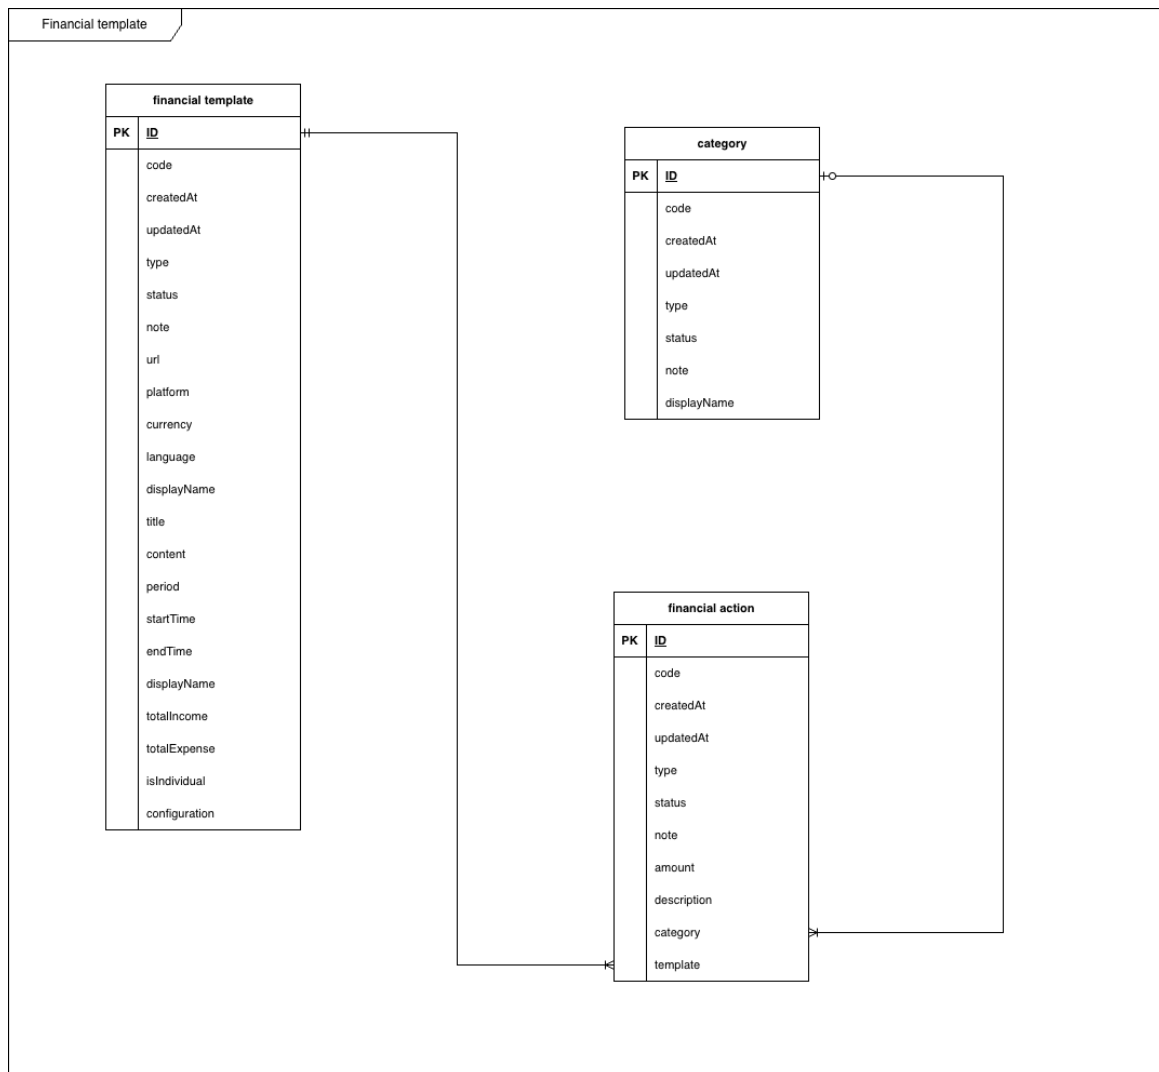 Financial template
financial template
PK ID
code
createdAt
updatedAt
type
status
note
url
platform
currency
language
displayName
title
content
period
startTime
endTime
displayName
totalIncome
totalExpense
isIndividual
configuration
category
PK ID
code
createdAt
updatedAt
type
status
note
displayName
financial action
PK ID
code
createdAt
updatedAt
type
status
note
amount
description
category
template